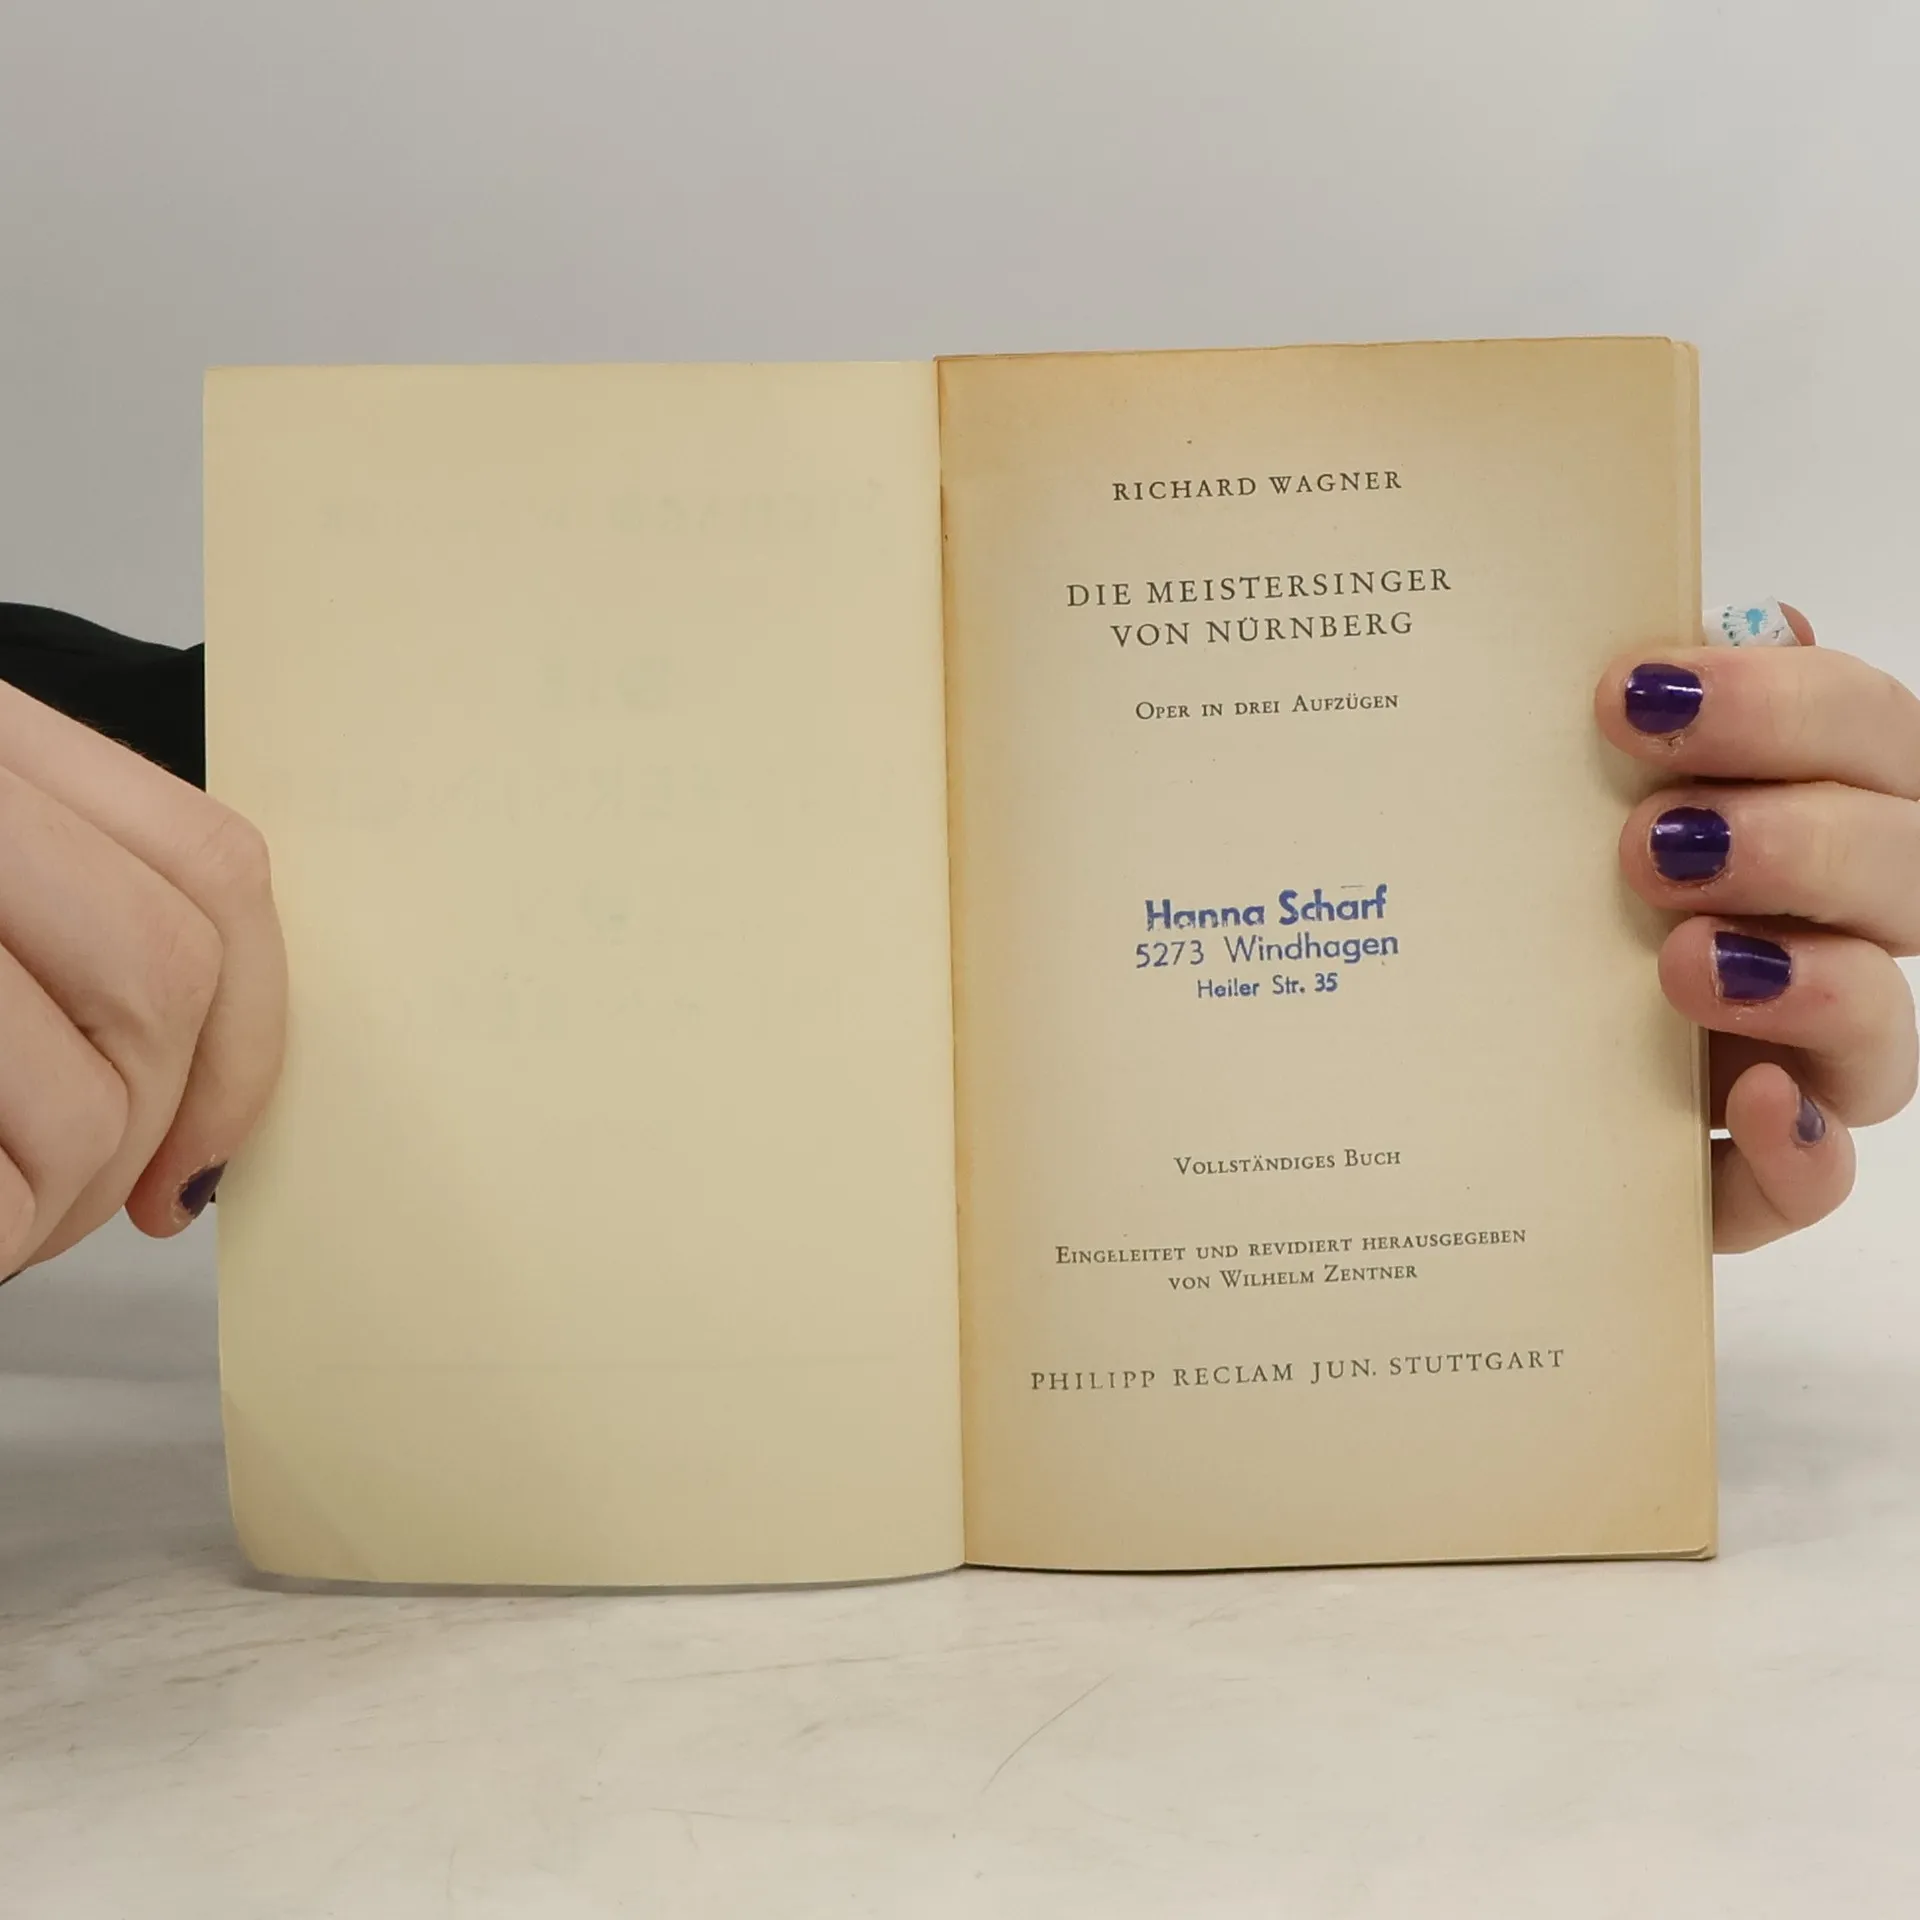 RICHARD WAGNER
DIE MEISTERSINGER
VON NÜRNBERG
OPER IN DREI AUFZÜGEN
Hanna Scharf
5273 Windhagen
Heiler Str. 35
VOLLSTÄNDIGES BUCH
EINGELEITET UND REVIDIERT HERAUSGEGEBEN
VON WILHELM ZENTNER
PHILIPP RECLAM JUN. STUTTGART